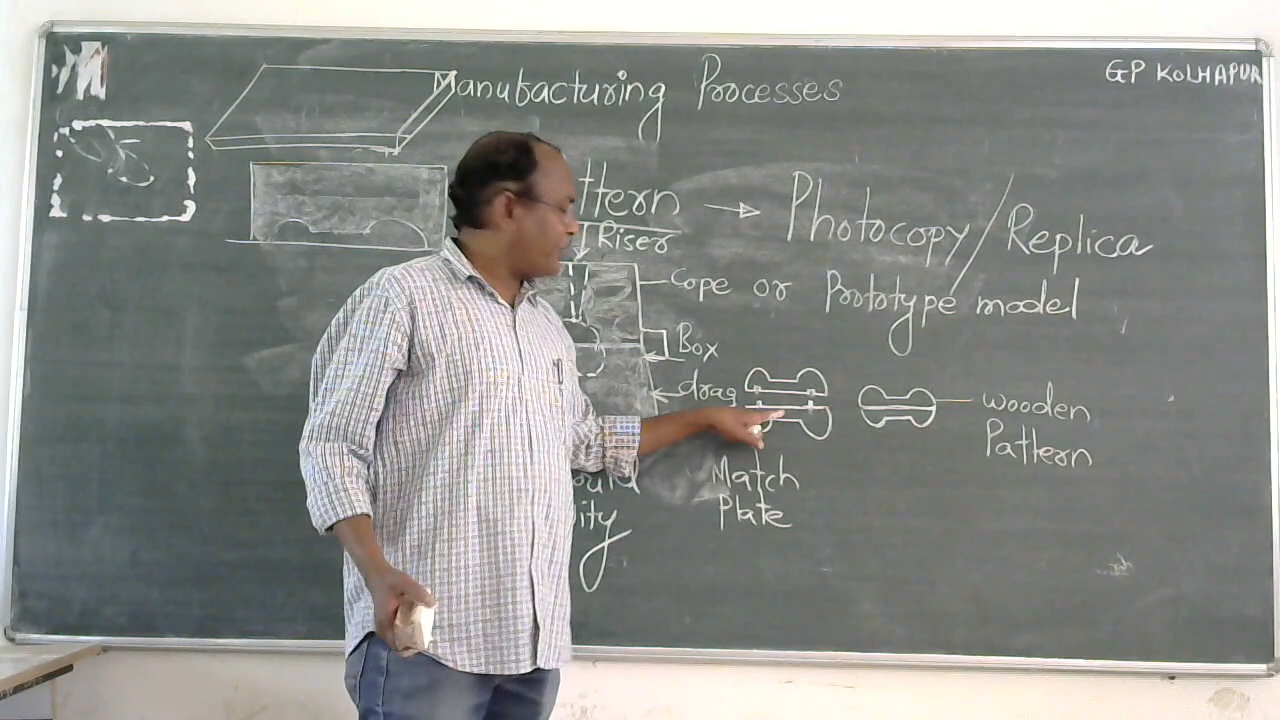 Manufacturing Processes
GP KOLHAPUR
ttern → Photocopy/Replica
Riser
Cope or Prototype model
Box
drag
wooden
Pattern
Match
Plate
ould
ity